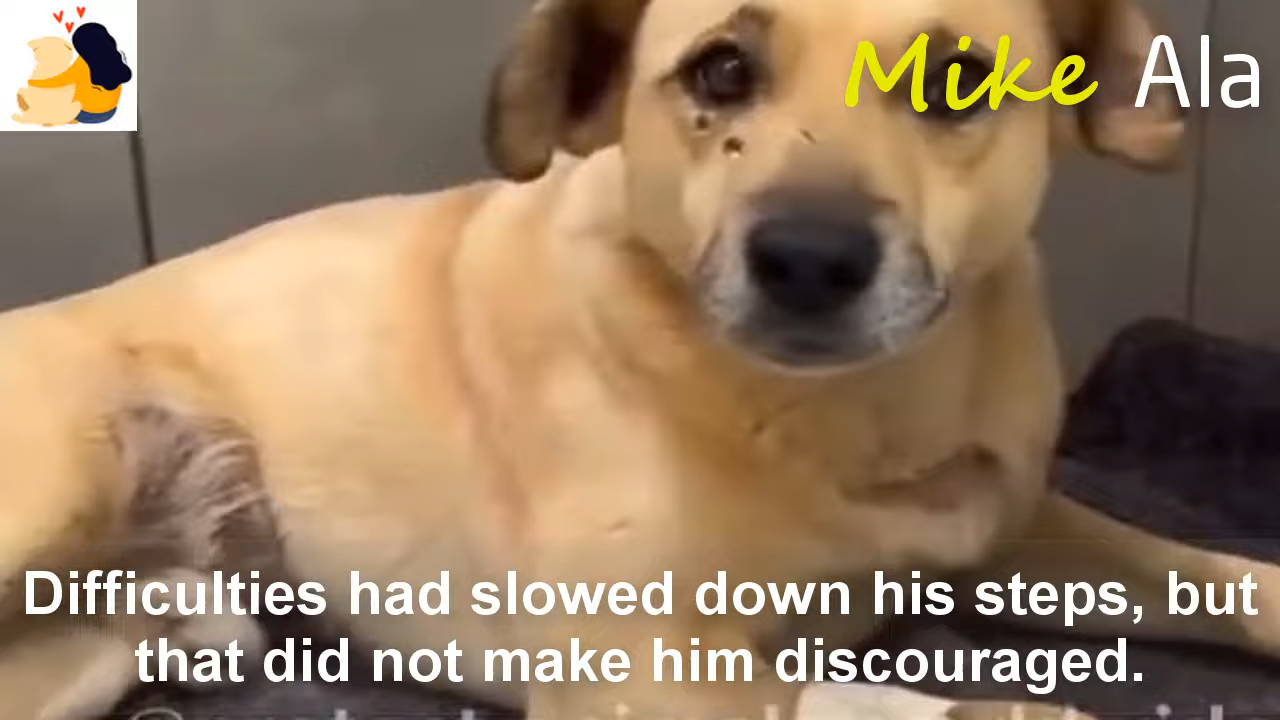 Mike Ala
Difficulties had slowed down his steps, but
that did not make him discouraged.